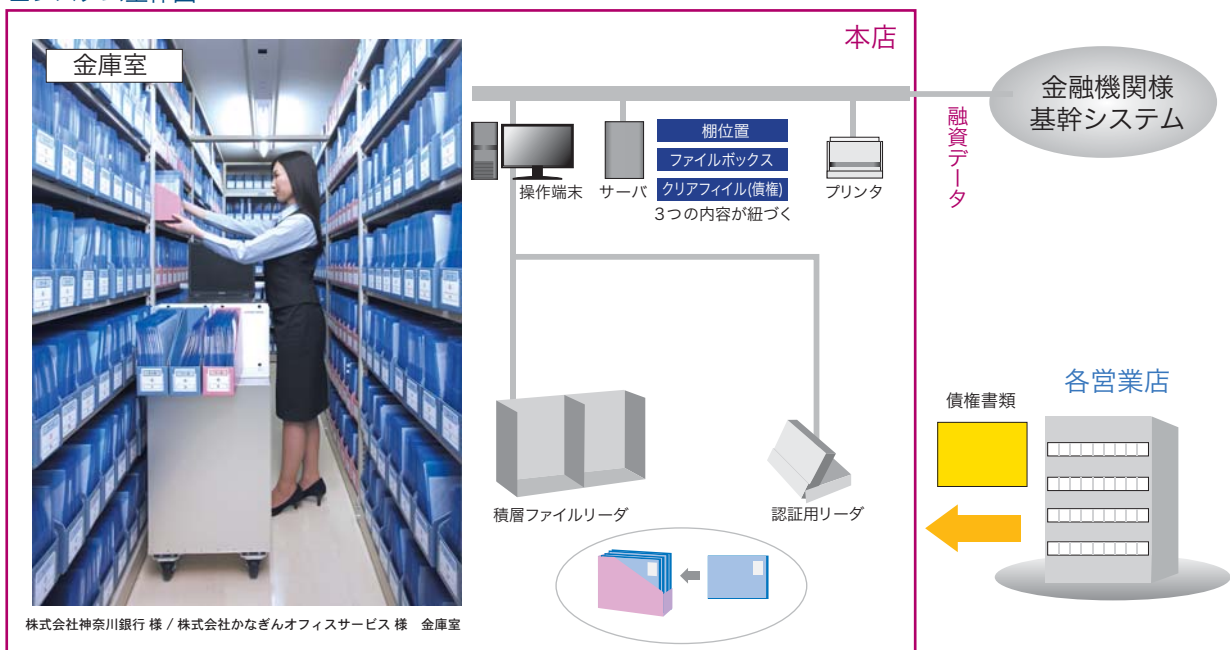 本店
金庫室
金融機関様
基幹システム
融資データ
棚位置
ファイルボックス
クリアフィイル(債権)
3つの内容が紐づく
操作端末
サーバ
プリンタ
各営業店
債権書類
積層ファイルリーダ
認証用リーダ
株式会社神奈川銀行 様 / 株式会社かなぎんオフィスサービス 様　金庫室